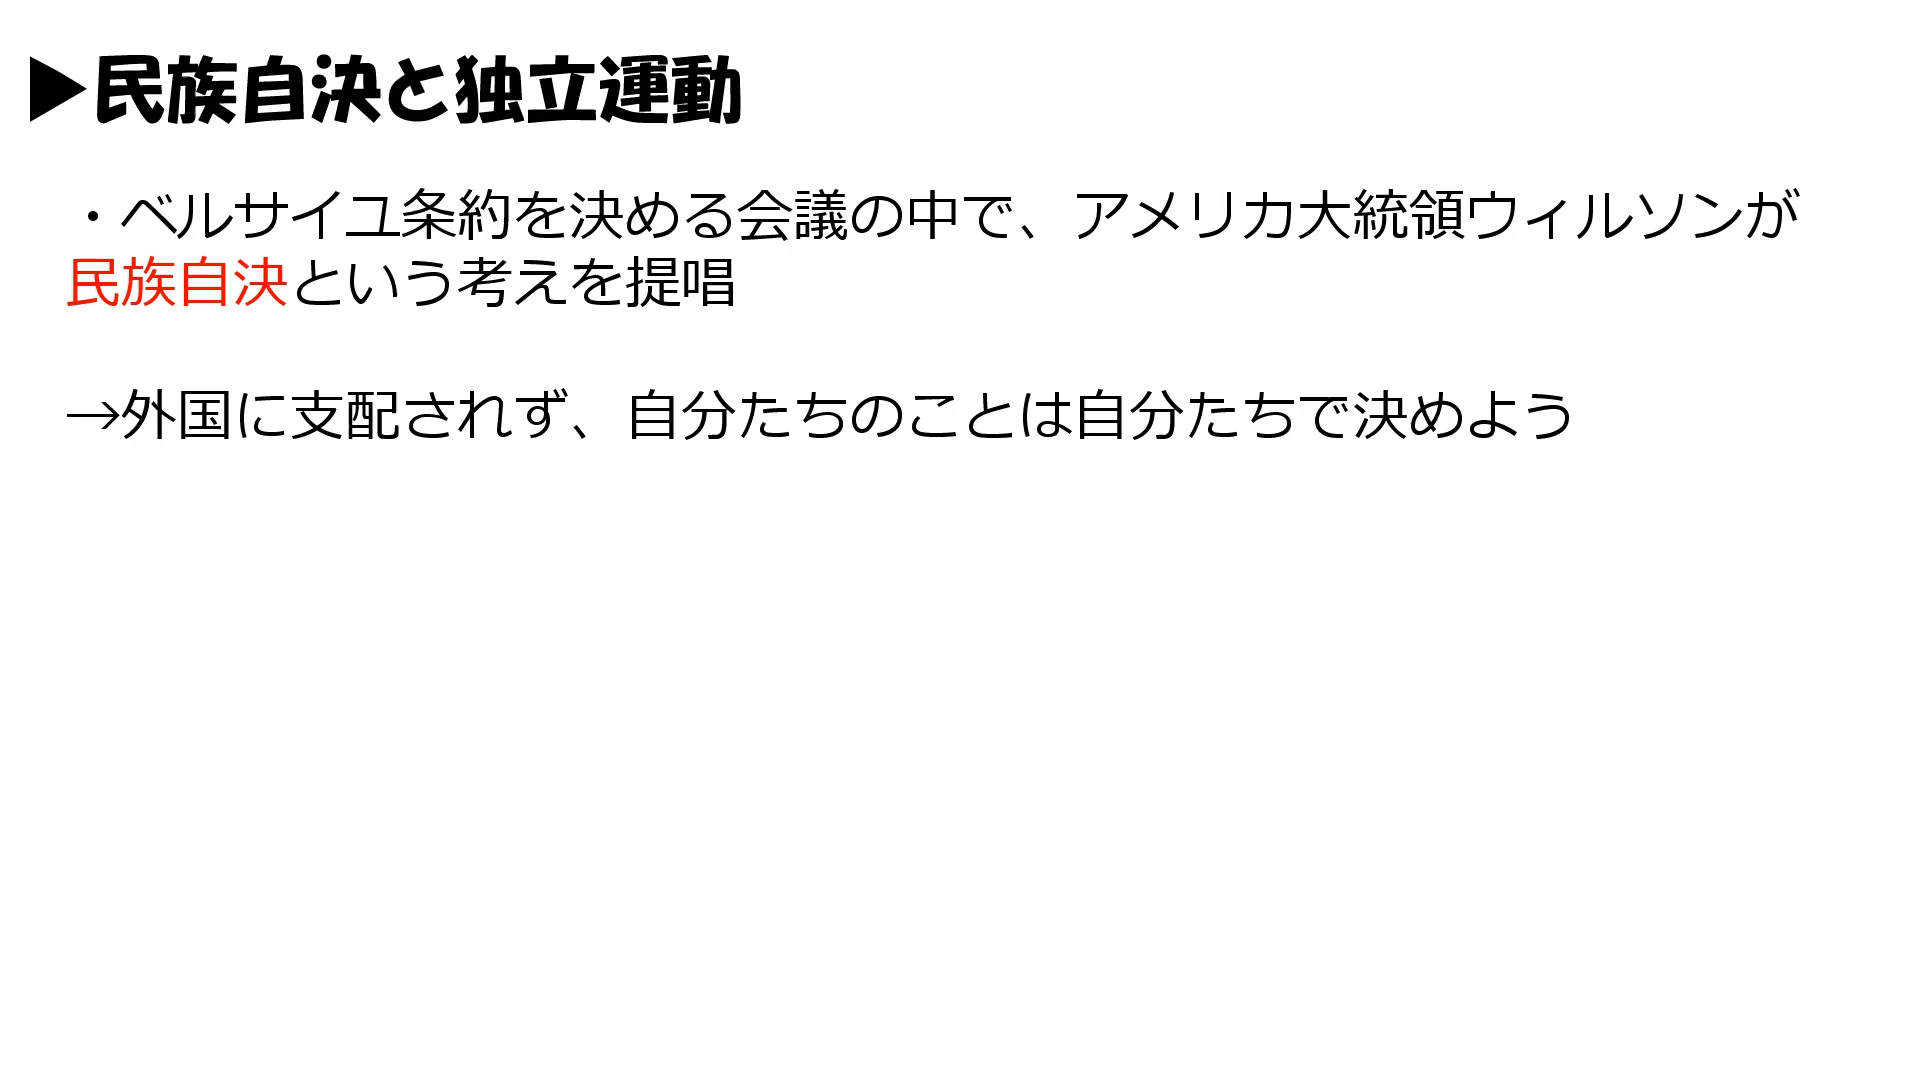 ▶民族自決と独立運動
・ベルサイユ条約を決める会議の中で、アメリカ大統領ウィルソンが
民族自決という考えを提唱
→外国に支配されず、自分たちのことは自分たちで決めよう